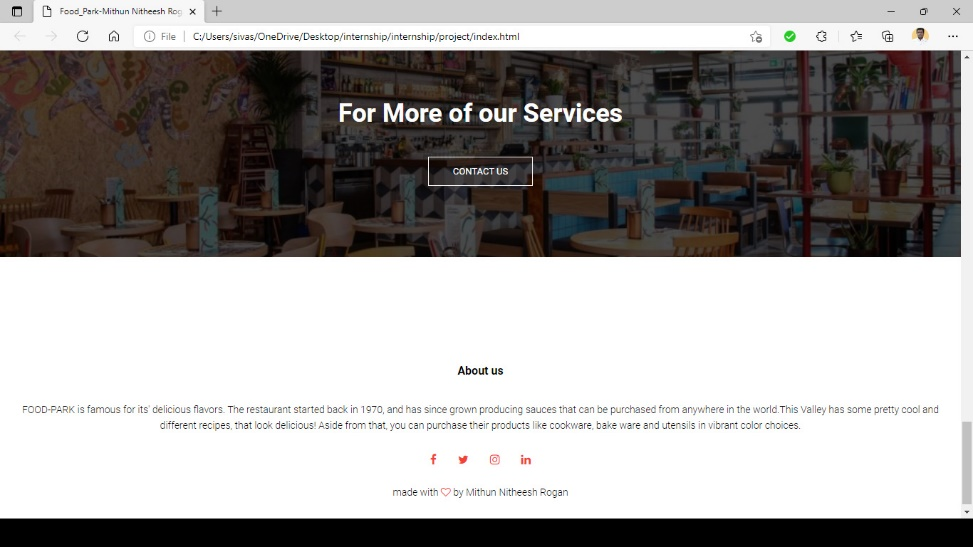 Food_Park-Mithun Nitheesh Rog
File
C:/Users/sivas/OneDrive/Desktop/internship/internship/project/index.html
For More of our Services
CONTACT US
About us
FOOD-PARK is famous for its' delicious flavors. The restaurant started back in 1970, and has since grown producing sauces that can be purchased from anywhere in the world.This Valley has some pretty cool and
different recipes, that look delicious! Aside from that, you can purchase their products like cookware, bake ware and utensils in vibrant color choices.
made with ♡ by Mithun Nitheesh Rogan